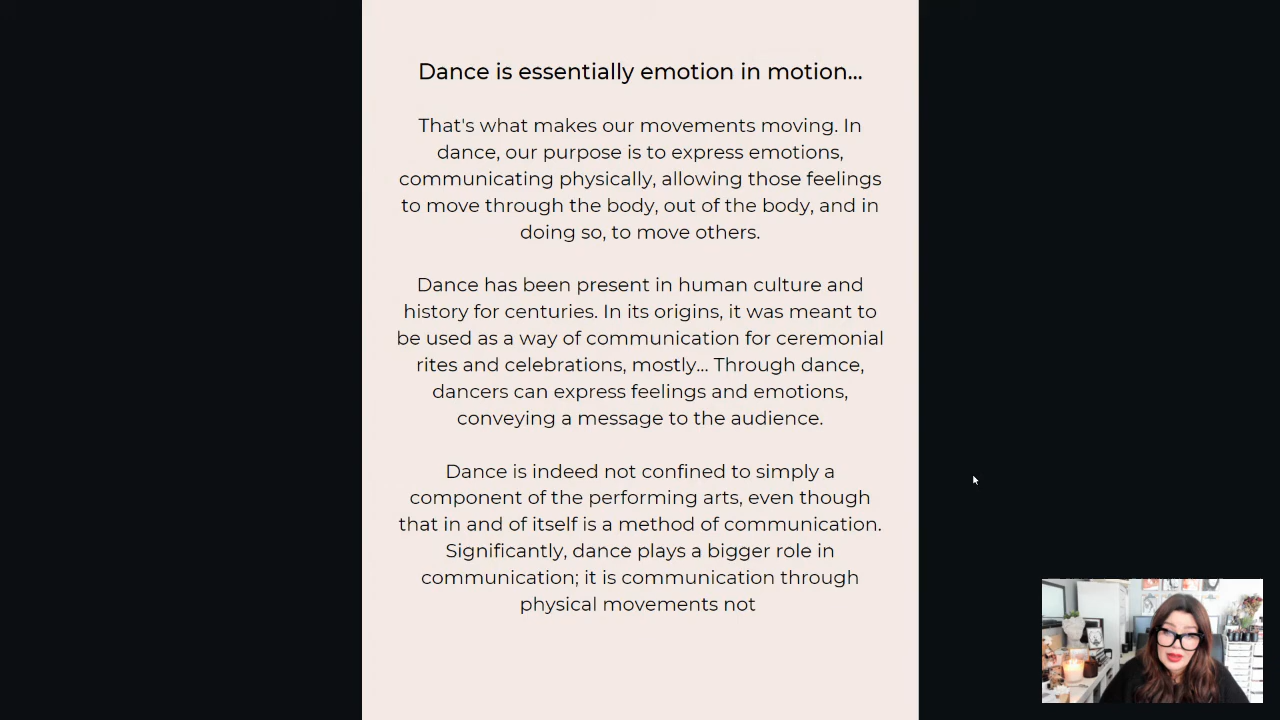 Dance is essentially emotion in motion...
That's what makes our movements moving. In
dance, our purpose is to express emotions,
communicating physically, allowing those feelings
to move through the body, out of the body, and in
doing so, to move others.
Dance has been present in human culture and
history for centuries. In its origins, it was meant to
be used as a way of communication for ceremonial
rites and celebrations, mostly... Through dance,
dancers can express feelings and emotions,
conveying a message to the audience.
Dance is indeed not confined to simply a
component of the performing arts, even though
that in and of itself is a method of communication.
Significantly, dance plays a bigger role in
communication; it is communication through
physical movements not